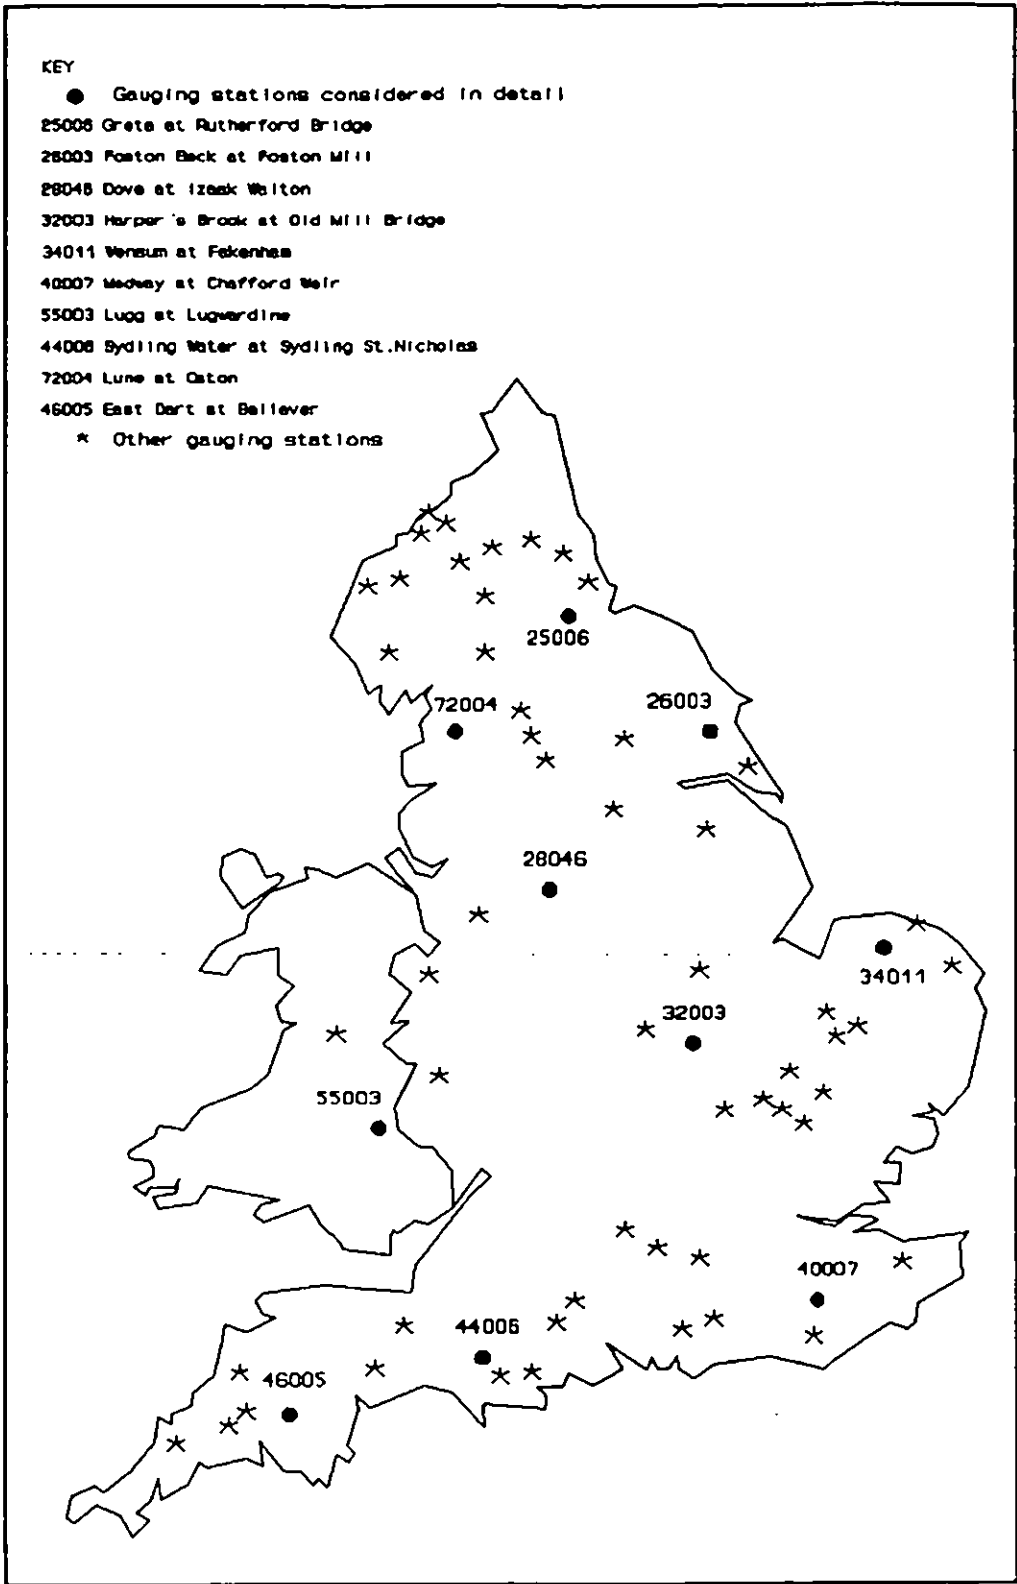 KEY
● Gauging stations considered in detail
25006 Greta at Rutherford Bridge
26003 Foston Beck at Foston Mill
28046 Dove at Izaak Walton
32003 Harper's Brook at Old Mill Bridge
34011 Wensum at Fakenham
40007 Medway at Chafford Weir
55003 Lugg at Lugwardine
44006 Sydling Water at Sydling St.Nicholas
72004 Lune at Caton
46005 East Dart at Bellever
* Other gauging stations
25006
72004
26003
28046
34011
32003
55003
40007
44006
46005